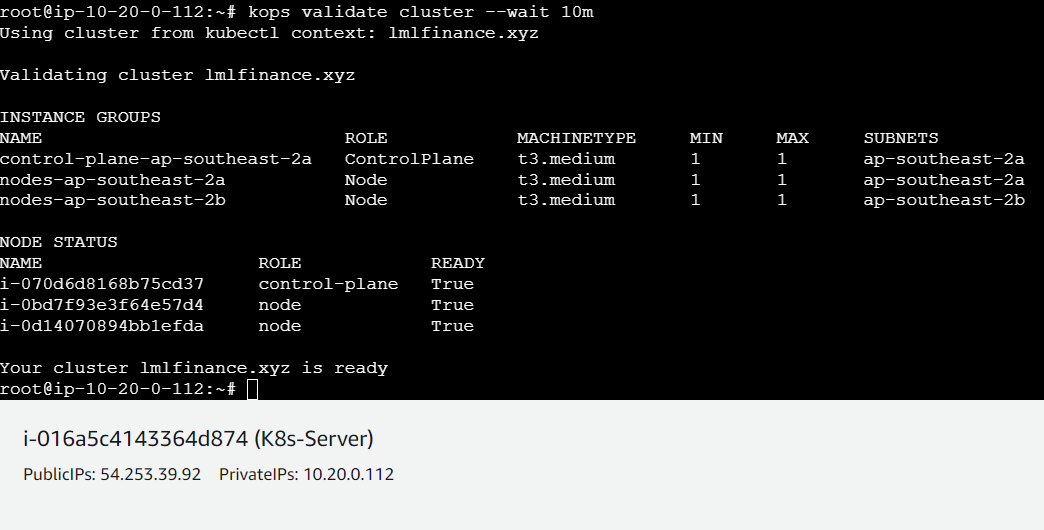 root@ip-10-20-0-112:~# kops validate cluster --wait 10m
Using cluster from kubectl context: lmlfinance.xyz
Validating cluster lmlfinance.xyz
INSTANCE GROUPS
NAME ROLE MACHINETYPE MIN MAX SUBNETS
control-plane-ap-southeast-2a ControlPlane t3.medium 1 1 ap-southeast-2a
nodes-ap-southeast-2a Node t3.medium 1 1 ap-southeast-2a
nodes-ap-southeast-2b Node t3.medium 1 1 ap-southeast-2b
NODE STATUS
NAME ROLE READY
i-070d6d8168b75cd37 control-plane True
i-0bd7f93e3f64e57d4 node True
i-0d14070894bb1efda node True
Your cluster lmlfinance.xyz is ready
root@ip-10-20-0-112:~#
i-016a5c4143364d874 (K8s-Server)
PublicIPs: 54.253.39.92 PrivateIPs: 10.20.0.112